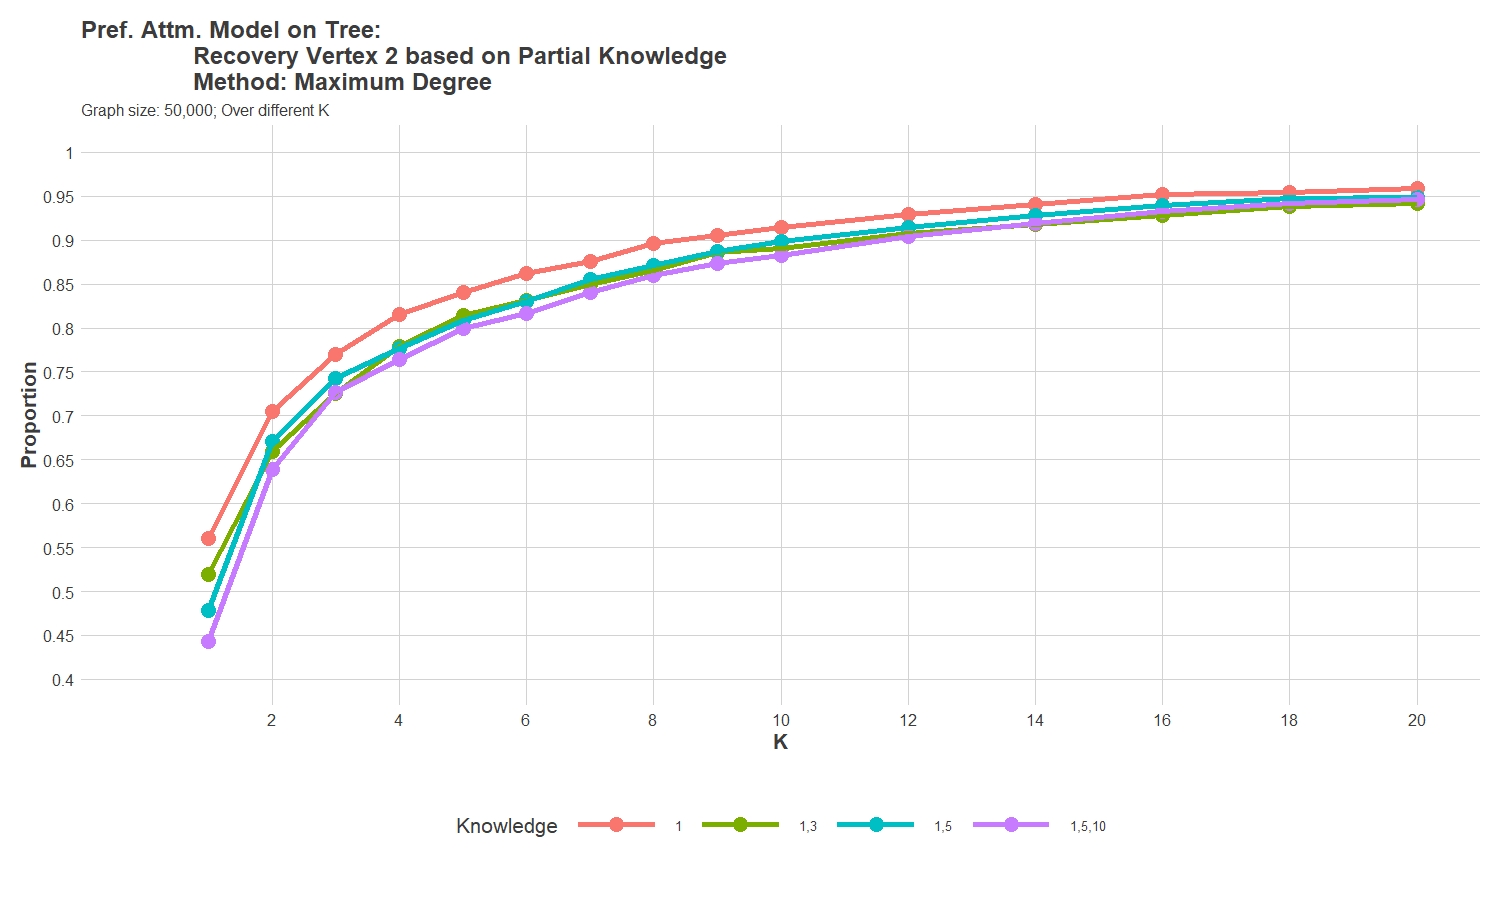 Pref. Attm. Model on Tree:
Recovery Vertex 2 based on Partial Knowledge
Method: Maximum Degree
Graph size: 50,000; Over different K
1
0.95
0.9
0.85
0.8
0.75
0.7
0.65
0.6
0.55
0.5
0.45
0.4
Proportion
2 4 6 8 10 12 14 16 18 20
K
Knowledge 1 1,3 1,5 1,5,10